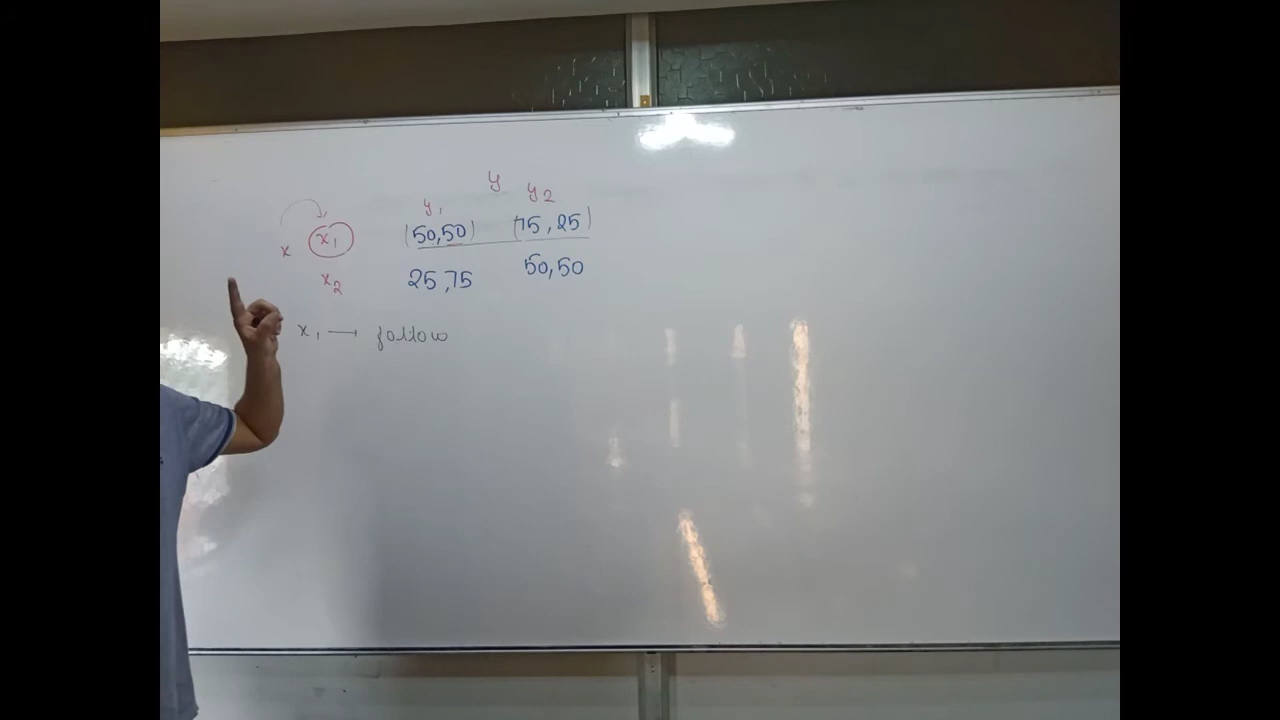 y
y1 y2
x x1 (50,50) (75,25)
x2 25,75 50,50
x1 → follow